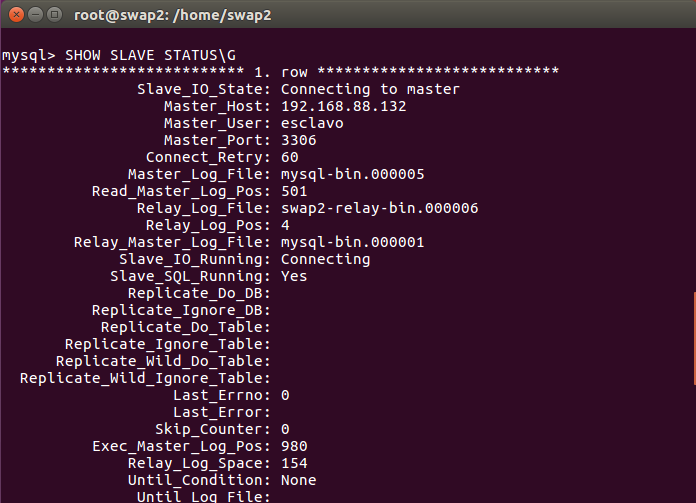 root@swap2: /home/swap2
mysql> SHOW SLAVE STATUS\G
*************************** 1. row ***************************
Slave_IO_State: Connecting to master
Master_Host: 192.168.88.132
Master_User: esclavo
Master_Port: 3306
Connect_Retry: 60
Master_Log_File: mysql-bin.000005
Read_Master_Log_Pos: 501
Relay_Log_File: swap2-relay-bin.000006
Relay_Log_Pos: 4
Relay_Master_Log_File: mysql-bin.000001
Slave_IO_Running: Connecting
Slave_SQL_Running: Yes
Replicate_Do_DB:
Replicate_Ignore_DB:
Replicate_Do_Table:
Replicate_Ignore_Table:
Replicate_Wild_Do_Table:
Replicate_Wild_Ignore_Table:
Last_Errno: 0
Last_Error:
Skip_Counter: 0
Exec_Master_Log_Pos: 980
Relay_Log_Space: 154
Until_Condition: None
Until_Log_File: